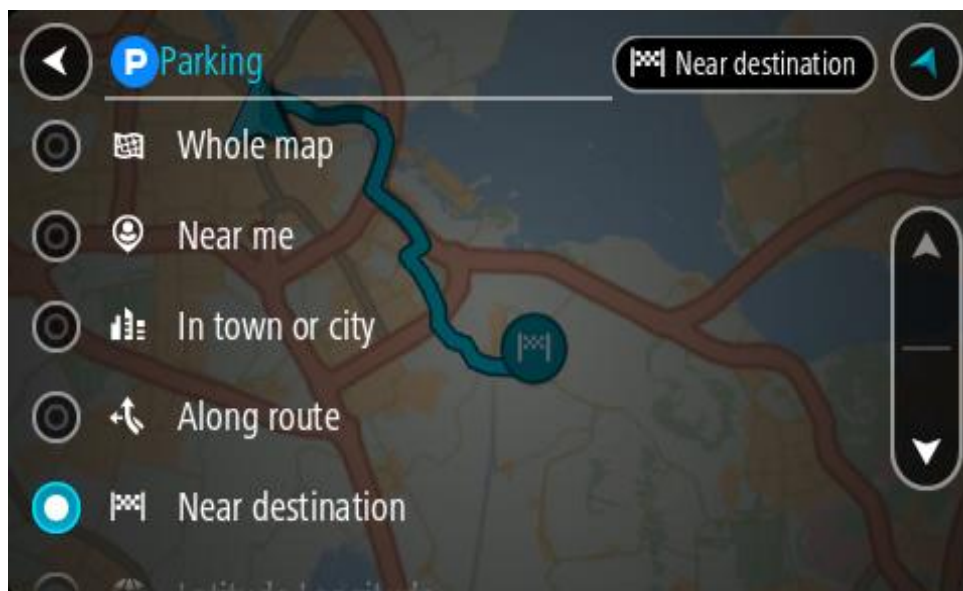 P Parking
Near destination
Whole map
Near me
In town or city
Along route
Near destination